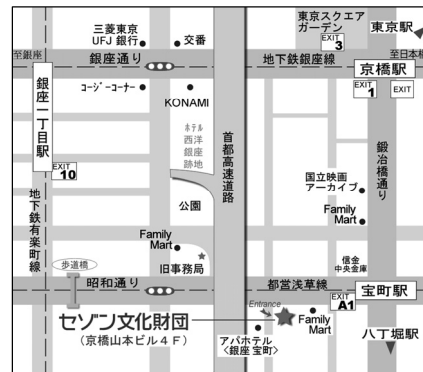 三菱東京
UFJ 銀行
交番
東京スクエア
ガーデン
EXIT
3
東京駅
至銀座
銀座通り
地下鉄銀座線
至日本橋
京橋駅
コージーコーナー
KONAMI
EXIT
1
EXIT
銀座一丁目駅
ホテル
西洋
銀座
跡地
首都高速道路
鍛冶橋通り
EXIT
10
国立映画
アーカイブ
公園
Family
Mart
地下鉄有楽町線
Family
Mart
旧事務局
信金
中央金庫
歩道橋
昭和通り
都営浅草線
宝町駅
EXIT
A1
Entrance
セゾン文化財団
(京橋山本ビル4F)
Family
Mart
アパホテル
〈銀座 宝町〉
八丁堀駅